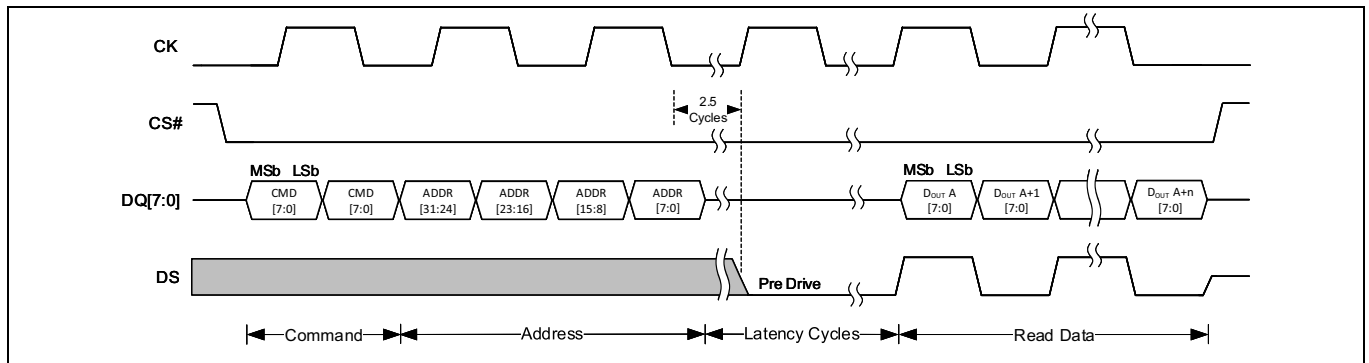 CK
2.5
Cycles
CS#
MSb LSb
MSb LSb
DQ[7:0]
CMD
[7:0]
CMD
[7:0]
ADDR
[31:24]
ADDR
[23:16]
ADDR
[15:8]
ADDR
[7:0]
DOUT A
[7:0]
DOUT A+1
[7:0]
DOUT A+n
[7:0]
DS
Pre Drive
Command
Address
Latency Cycles
Read Data